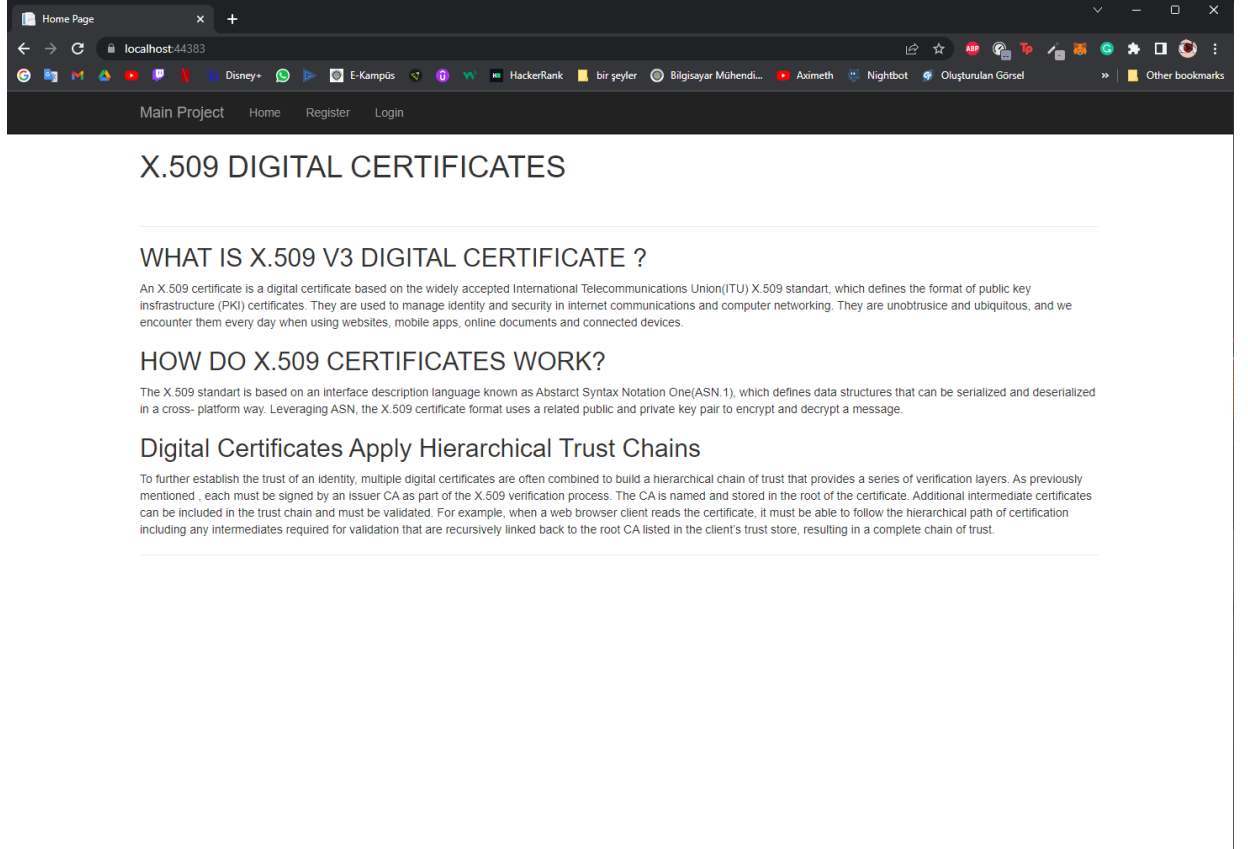 Home Page
localhost:44383
ABP
Tp
G
Disney+
E-Kampüs
HackerRank
bir şeyler
Bilgisayar Mühendi...
Aximeth
Nightbot
Oluşturulan Görsel
»
Other bookmarks
Main Project
Home
Register
Login
X.509 DIGITAL CERTIFICATES
WHAT IS X.509 V3 DIGITAL CERTIFICATE ?
An X.509 certificate is a digital certificate based on the widely accepted International Telecommunications Union(ITU) X.509 standart, which defines the format of public key
insfrastructure (PKI) certificates. They are used to manage identity and security in internet communications and computer networking. They are unobtrusice and ubiquitous, and we
encounter them every day when using websites, mobile apps, online documents and connected devices.
HOW DO X.509 CERTIFICATES WORK?
The X.509 standart is based on an interface description language known as Abstarct Syntax Notation One(ASN.1), which defines data structures that can be serialized and deserialized
in a cross- platform way. Leveraging ASN, the X.509 certificate format uses a related public and private key pair to encrypt and decrypt a message.
Digital Certificates Apply Hierarchical Trust Chains
To further establish the trust of an identity, multiple digital certificates are often combined to build a hierarchical chain of trust that provides a series of verification layers. As previously
mentioned , each must be signed by an issuer CA as part of the X.509 verification process. The CA is named and stored in the root of the certificate. Additional intermediate certificates
can be included in the trust chain and must be validated. For example, when a web browser client reads the certificate, it must be able to follow the hierarchical path of certification
including any intermediates required for validation that are recursively linked back to the root CA listed in the client's trust store, resulting in a complete chain of trust.